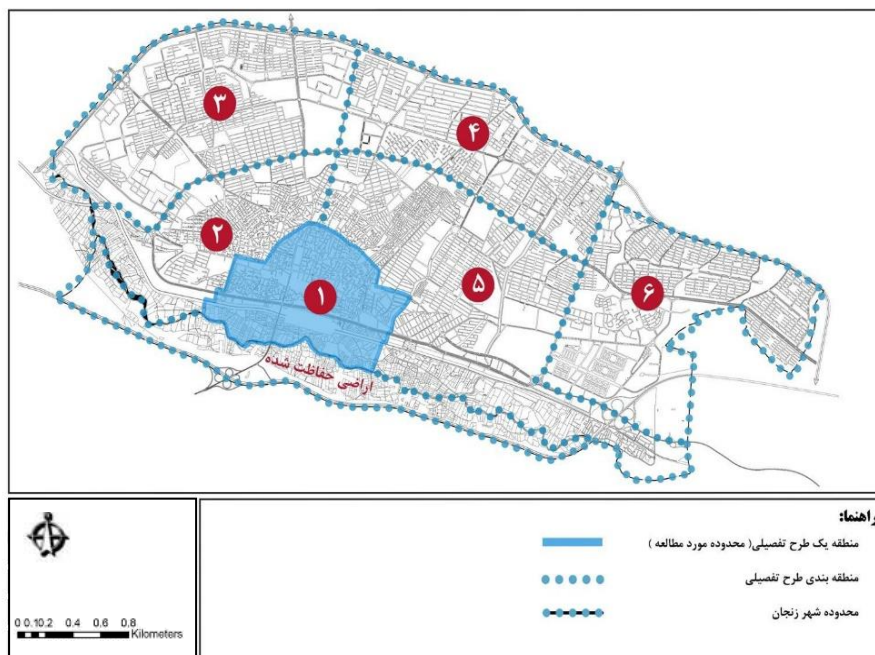 ۳
۴
۲
۱
۵
۶
اراضی حفاظت شده
راهنما:
منطقه یک طرح تفصیلی( محدوده مورد مطالعه )
منطقه بندی طرح تفصیلی
محدوده شهر زنجان
0 0.10.2 0.4 0.6 0.8
Kilometers